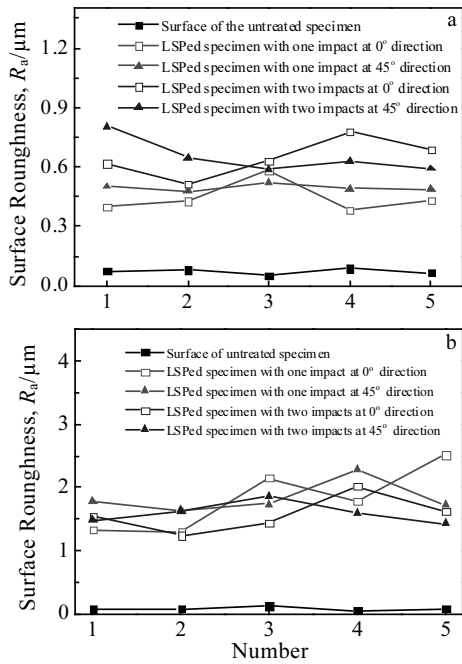 a
Surface of the untreated specimen
LSPed specimen with one impact at 0° direction
LSPed specimen with one impact at 45° direction
LSPed specimen with two impacts at 0° direction
LSPed specimen with two impacts at 45° direction
Surface Rounghness, Ra/μm
1.2
0.9
0.6
0.3
0.0
1 2 3 4 5
b
Surface of untreated specimen
LSPed specimen with one impact at 0° direction
LSPed specimen with one impact at 45° direction
LSPed specimen with two impacts at 0° direction
LSPed specimen with two impacts at 45° direction
Surface Rounghness, Ra/μm
4
3
2
1
0
1 2 3 4 5
Number